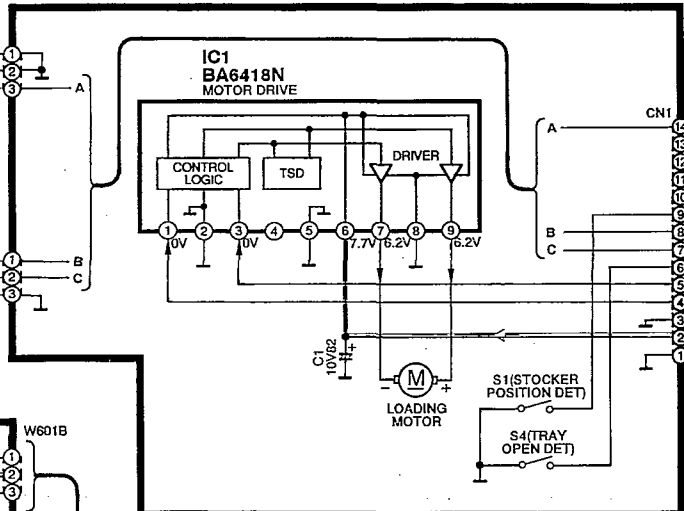 IC1
BA6418N
MOTOR DRIVE
1
2
3
A
CONTROL
LOGIC
TSD
DRIVER
1
2
3
4
5
6
7
8
9
0V
0V
7.7V
6.2V
6.2V
A
B
C
CN1
14
13
12
11
10
9
8
7
6
5
4
3
2
1
1
2
3
B
C
C1
10V82
+
M
-
+
LOADING
MOTOR
S1(STOCKER
POSITION DET)
S4(TRAY
OPEN DET)
W601B
1
2
3